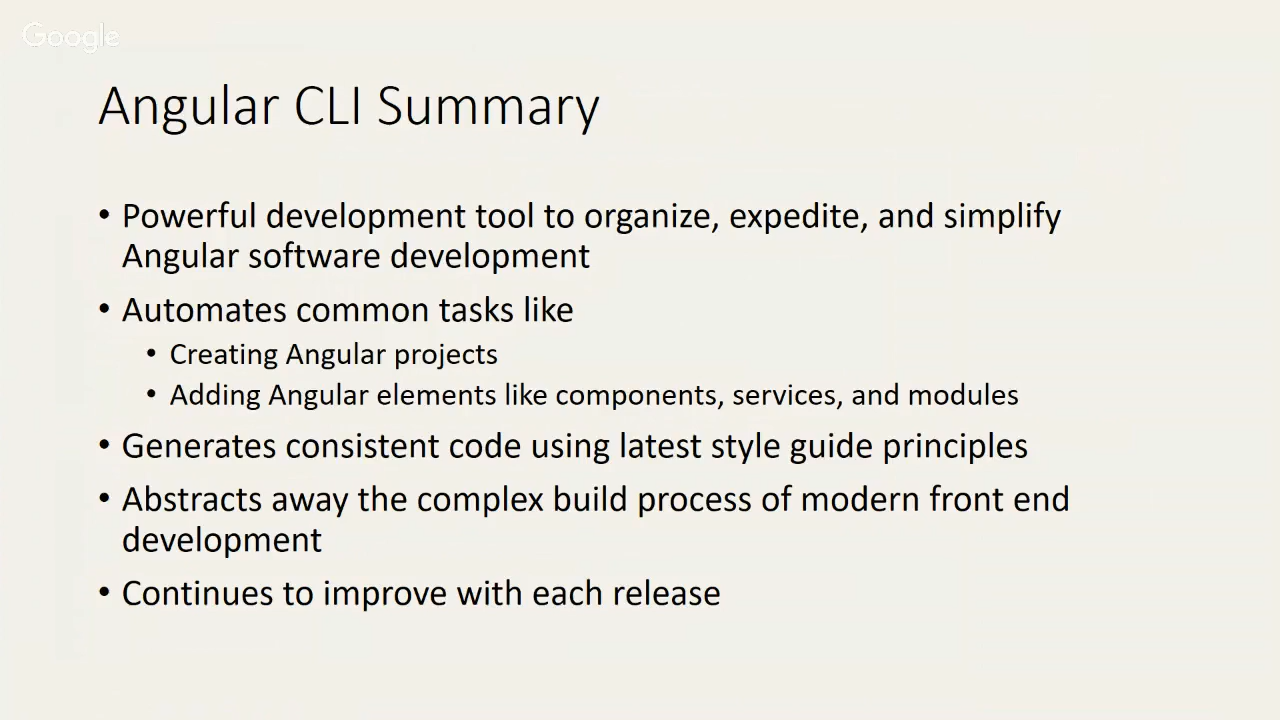 Google
Angular CLI Summary
• Powerful development tool to organize, expedite, and simplify
Angular software development
• Automates common tasks like
• Creating Angular projects
• Adding Angular elements like components, services, and modules
• Generates consistent code using latest style guide principles
• Abstracts away the complex build process of modern front end
development
• Continues to improve with each release